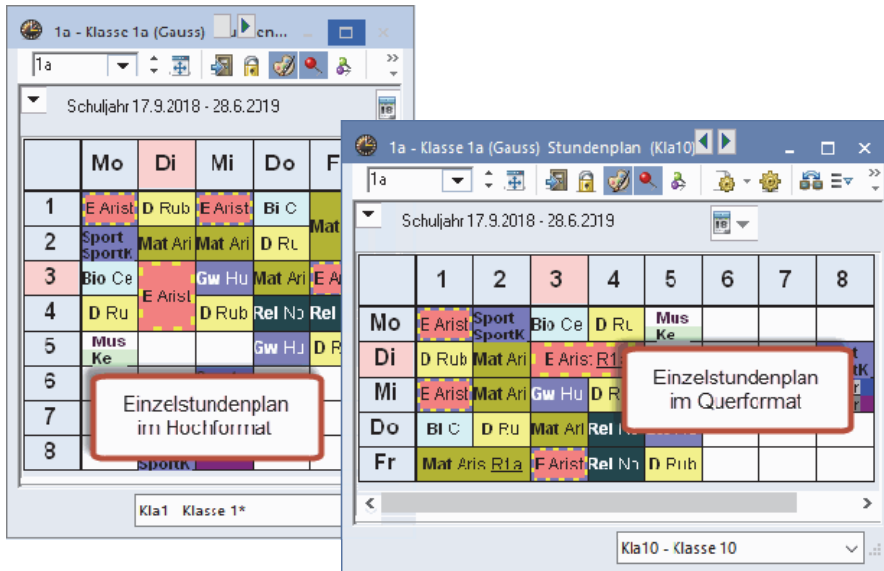 1a - Klasse 1a (Gauss)
1a
Schuljahr 17.9.2018 - 28.6.2019
Mo Di Mi Do F
1 E Arist D Rub E Arist Bi C
2 Sport SportK Mat Ari Mat Ari D Ru Mat
3 Bio Ce E Arist Gw Hu Mat Ari E A
4 D Ru D Rub Rel No Rel
5 Mus Ke Gw Hu D R
6
7
8 SportK
Einzelstundenplan
im Hochformat
Kla1 Klasse 1*
1a - Klasse 1a (Gauss) Stundenplan (Kla10)
1a
Schuljahr 17.9.2018 - 28.6.2019
1 2 3 4 5 6 7 8
Mo E Arist Sport SportK Bio Ce D Ru Mus Ke
Di D Rub Mat Ari E Arist
Mi E Arist Mat Ari Gw Hu D R
Do Bi C D Ru Mat Ari Rel
Fr Mat Aris R1a E Arist Rel No D Rub
Einzelstundenplan
im Querformat
Kla10 - Klasse 10